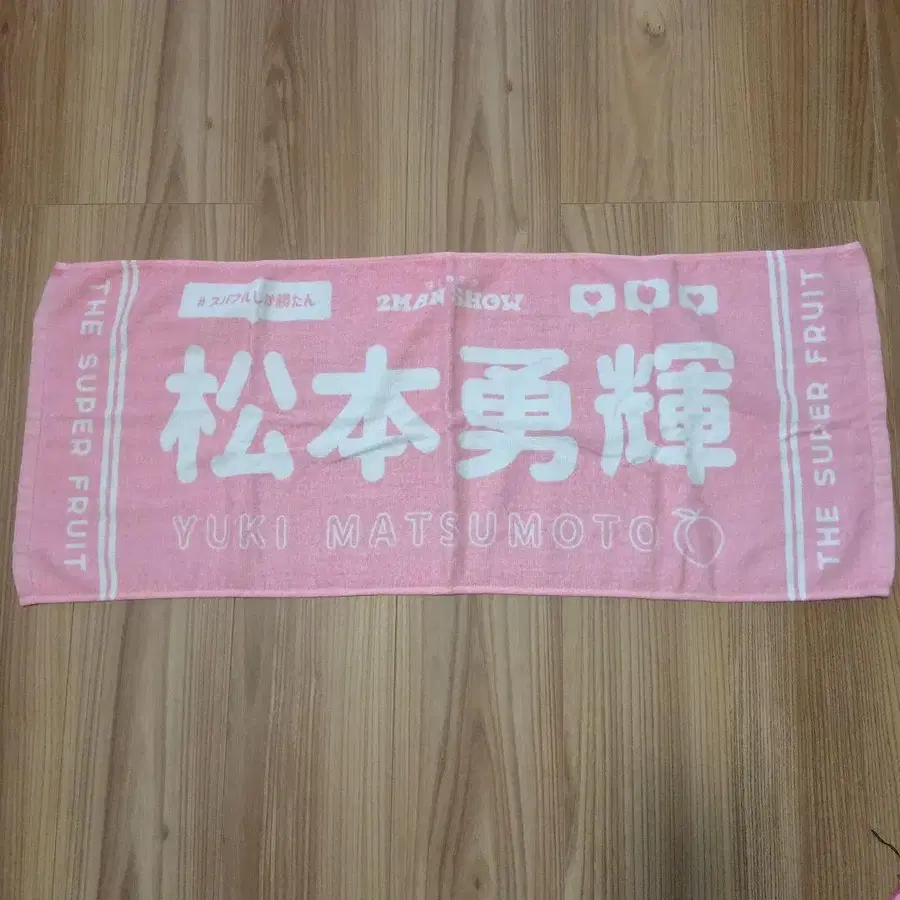 THE SUPER FRUIT
#スパフルしか勝たん
2MAN SHOW
松本勇輝
YUKI MATSUMOTO
THE SUPER FRUIT